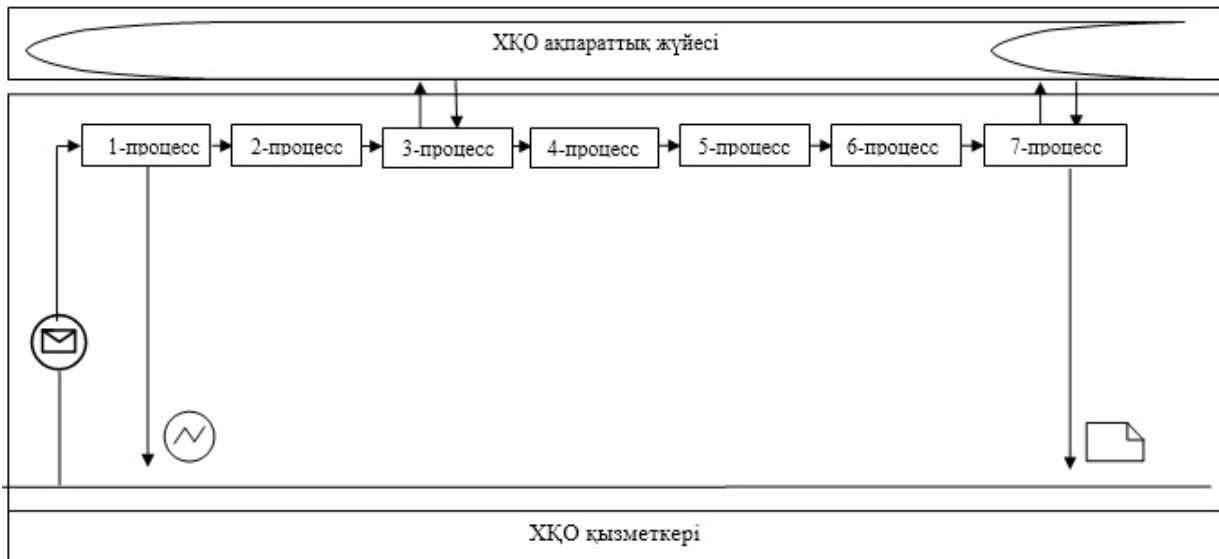 ХҚО ақпараттық жүйесі
1-процесс
2-процесс
3-процесс
4-процесс
5-процесс
6-процесс
7-процесс
ХҚО қызметкері